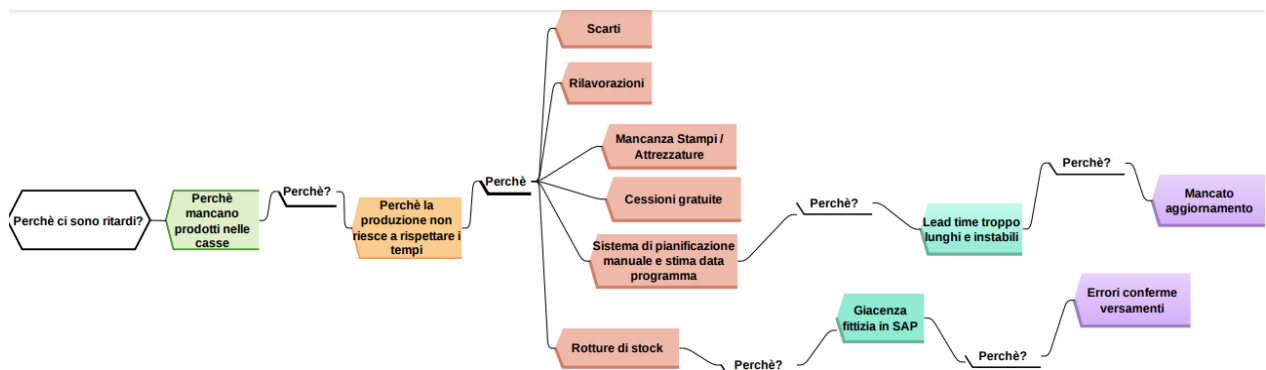 Perchè ci sono ritardi?
Perchè
mancano
prodotti nelle
casse
Perchè?
Perchè la
produzione non
riesce a rispettare i
tempi
Perchè
Scarti
Rilavorazioni
Mancanza Stampi /
Attrezzature
Cessioni gratuite
Sistema di pianificazione
manuale e stima data
programma
Perchè?
Lead time troppo
lunghi e instabili
Perchè?
Mancato
aggiornamento
Rotture di stock
Perchè?
Giacenza
fittizia in SAP
Perchè?
Errori conferme
versamenti